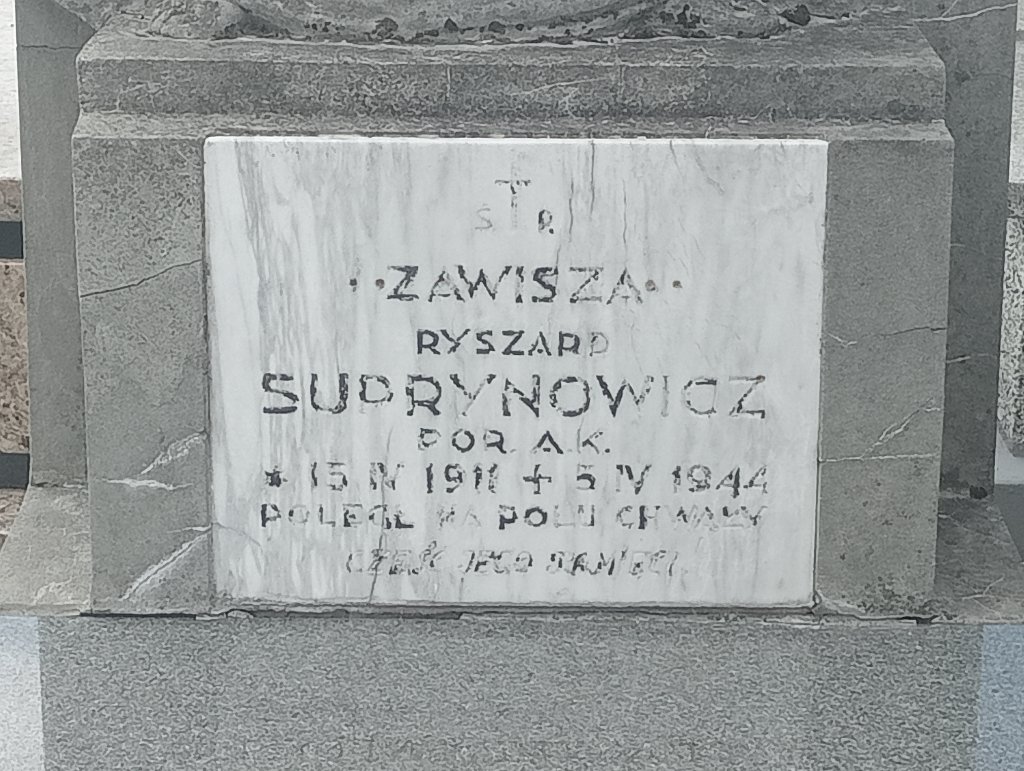 Ś P.
··ZAWISZA··
RYSZARD
SUPRYNOWICZ
POR. A.K.
* 15 IV 1911 + 5 IV 1944
POLEGŁ NA POLU CHWAŁY
CZEŚĆ JEGO PAMIĘCI